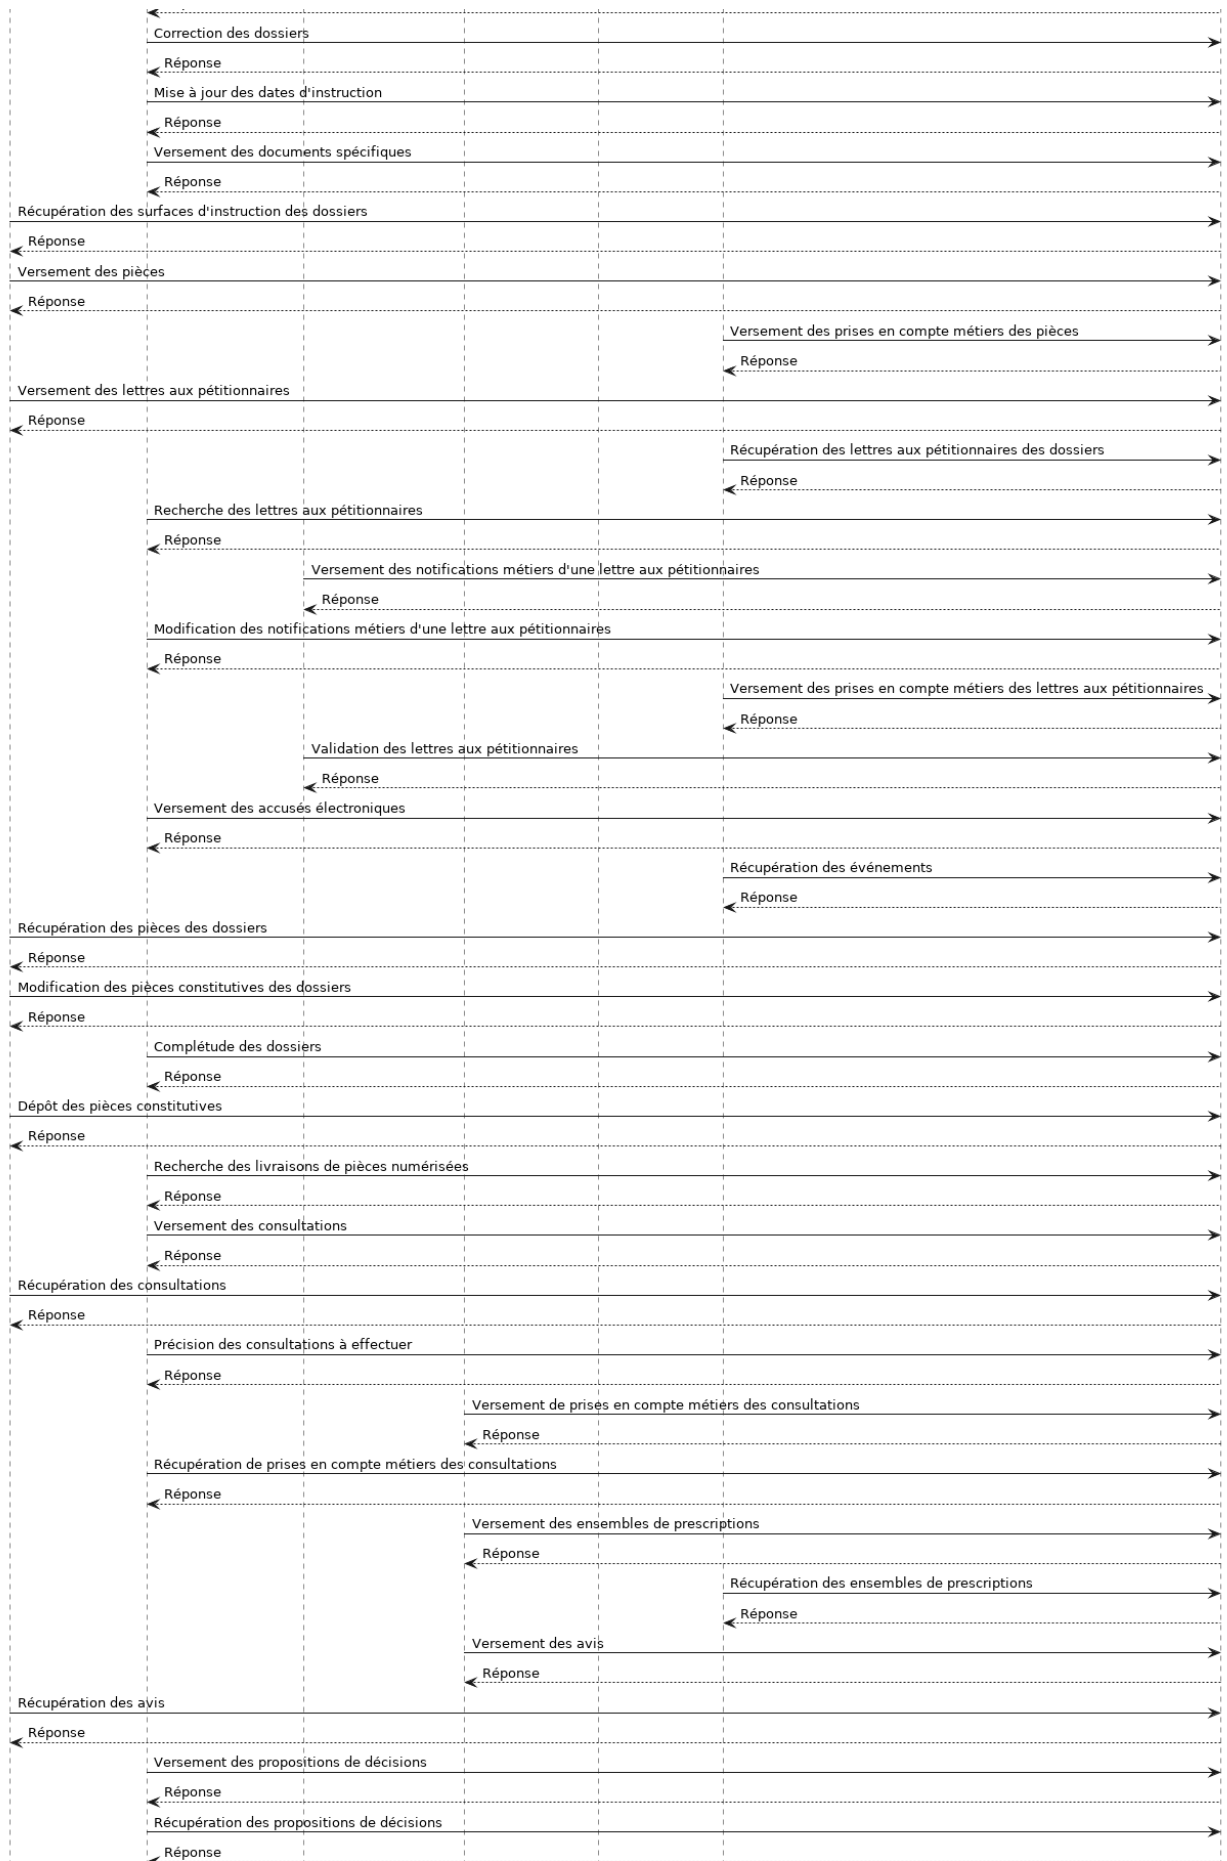 Correction des dossiers
Réponse
Mise à jour des dates d'instruction
Réponse
Versement des documents spécifiques
Réponse
Récupération des surfaces d'instruction des dossiers
Réponse
Versement des pièces
Réponse
Versement des prises en compte métiers des pièces
Réponse
Versement des lettres aux pétitionnaires
Réponse
Récupération des lettres aux pétitionnaires des dossiers
Réponse
Recherche des lettres aux pétitionnaires
Réponse
Versement des notifications métiers d'une lettre aux pétitionnaires
Réponse
Modification des notifications métiers d'une lettre aux pétitionnaires
Réponse
Versement des prises en compte métiers des lettres aux pétitionnaires
Réponse
Validation des lettres aux pétitionnaires
Réponse
Versement des accusés électroniques
Réponse
Récupération des événements
Réponse
Récupération des pièces des dossiers
Réponse
Modification des pièces constitutives des dossiers
Réponse
Complétude des dossiers
Réponse
Dépôt des pièces constitutives
Réponse
Recherche des livraisons de pièces numérisées
Réponse
Versement des consultations
Réponse
Récupération des consultations
Réponse
Précision des consultations à effectuer
Réponse
Versement de prises en compte métiers des consultations
Réponse
Récupération de prises en compte métiers des consultations
Réponse
Versement des ensembles de prescriptions
Réponse
Récupération des ensembles de prescriptions
Réponse
Versement des avis
Réponse
Récupération des avis
Réponse
Versement des propositions de décisions
Réponse
Récupération des propositions de décisions
Réponse